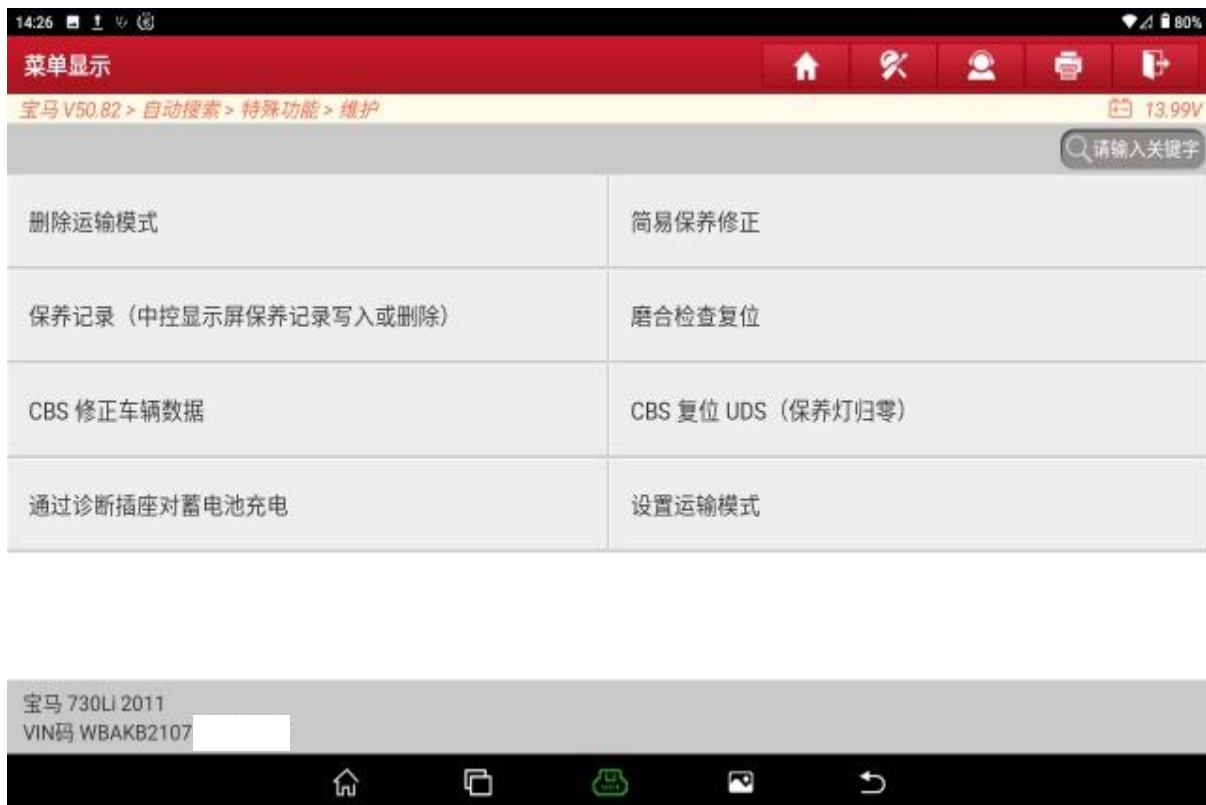 14:26
80%
菜单显示
宝马 V50.82 > 自动搜索 > 特殊功能 > 维护
13.99V
请输入关键字
删除运输模式
简易保养修正
保养记录（中控显示屏保养记录写入或删除）
磨合检查复位
CBS 修正车辆数据
CBS 复位 UDS（保养灯归零）
通过诊断插座对蓄电池充电
设置运输模式
宝马 730Li 2011
VIN码 WBAKB2107